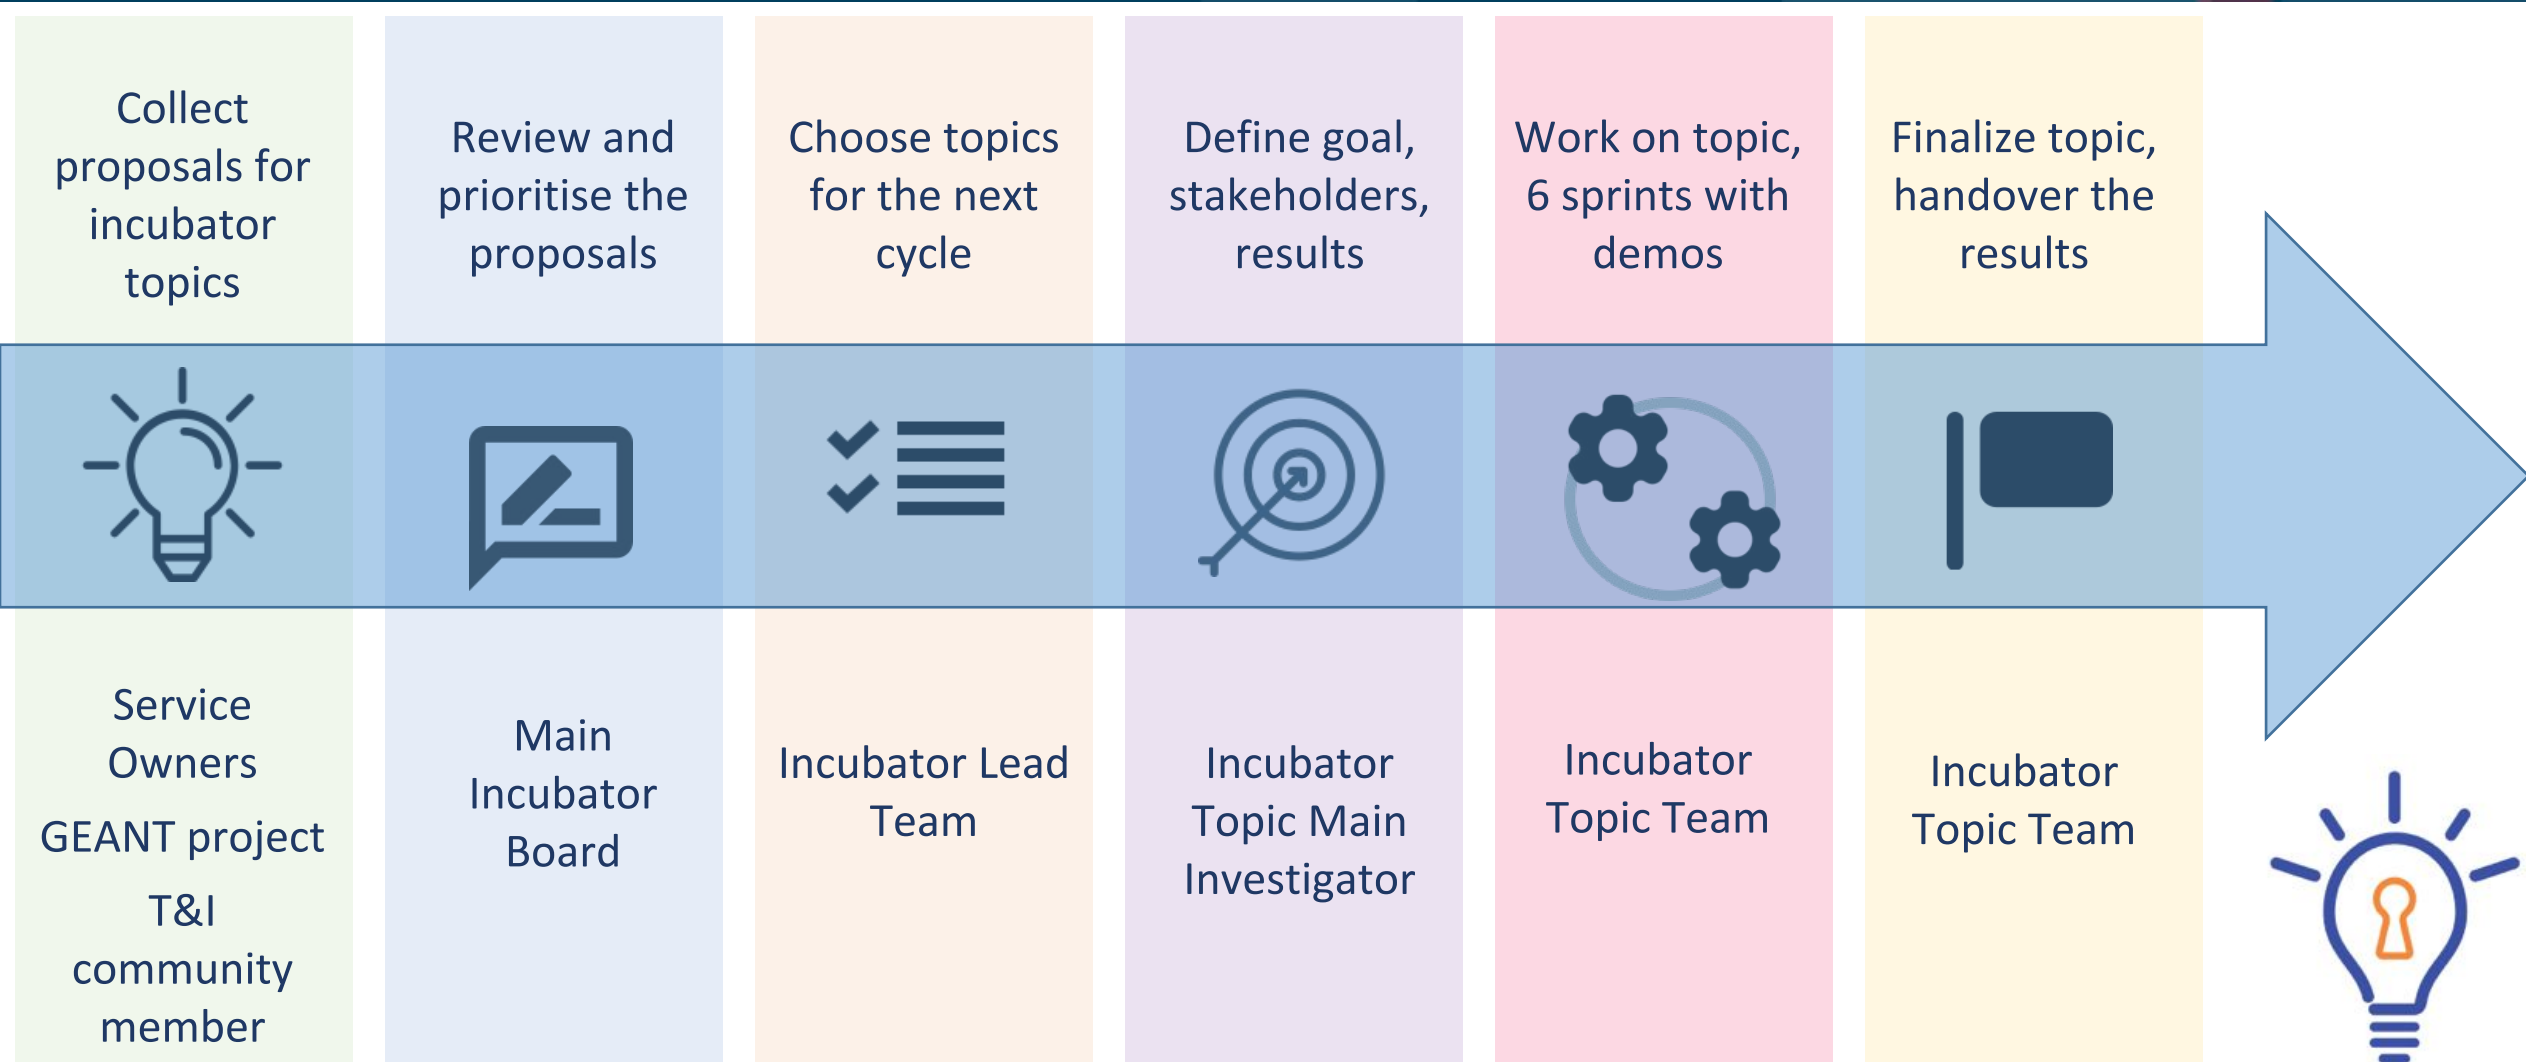 Collect
proposals for
incubator
topics
Review and
prioritise the
proposals
Choose topics
for the next
cycle
Define goal,
stakeholders,
results
Work on topic,
6 sprints with
demos
Finalize topic,
handover the
results
Service
Owners
GEANT project
T&I
community
member
Main
Incubator
Board
Incubator Lead
Team
Incubator
Topic Main
Investigator
Incubator
Topic Team
Incubator
Topic Team